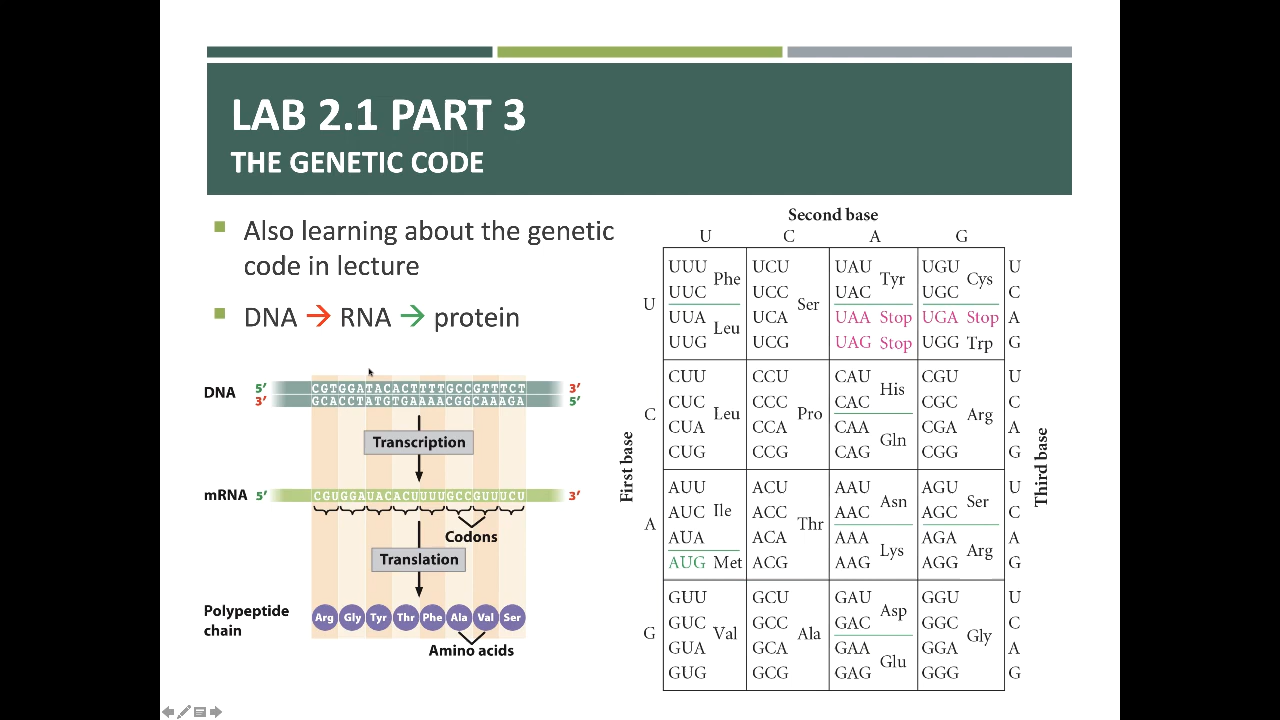 LAB 2.1 PART 3
THE GENETIC CODE
Also learning about the genetic
code in lecture
DNA → RNA → protein
DNA 5′ CGTGGATACACTTTTGCCGTTTCT 3′
3′ GCACCTATGTGAAAACGGCAAAGA 5′
Transcription
mRNA 5′ CGUGGAUACACUUUUGCCGUUUCU 3′
Codons
Translation
Polypeptide
chain
Arg Gly Tyr Thr Phe Ala Val Ser
Amino acids
Second base
U C A G
First base
Third base
U
UUU UCU UAU UGU U
Phe Tyr Cys
UUC UCC UAC UGC C
Ser
UUA UCA UAA Stop UGA Stop A
Leu
UUG UCG UAG Stop UGG Trp G
C
CUU CCU CAU CGU U
His
CUC CCC CAC CGC C
Leu Pro Arg
CUA CCA CAA CGA A
Gln
CUG CCG CAG CGG G
A
AUU ACU AAU AGU U
Asn Ser
AUC Ile ACC AAC AGC C
Thr
AUA ACA AAA AGA A
Lys Arg
AUG Met ACG AAG AGG G
G
GUU GCU GAU GGU U
Asp
GUC GCC GAC GGC C
Val Ala Gly
GUA GCA GAA GGA A
Glu
GUG GCG GAG GGG G